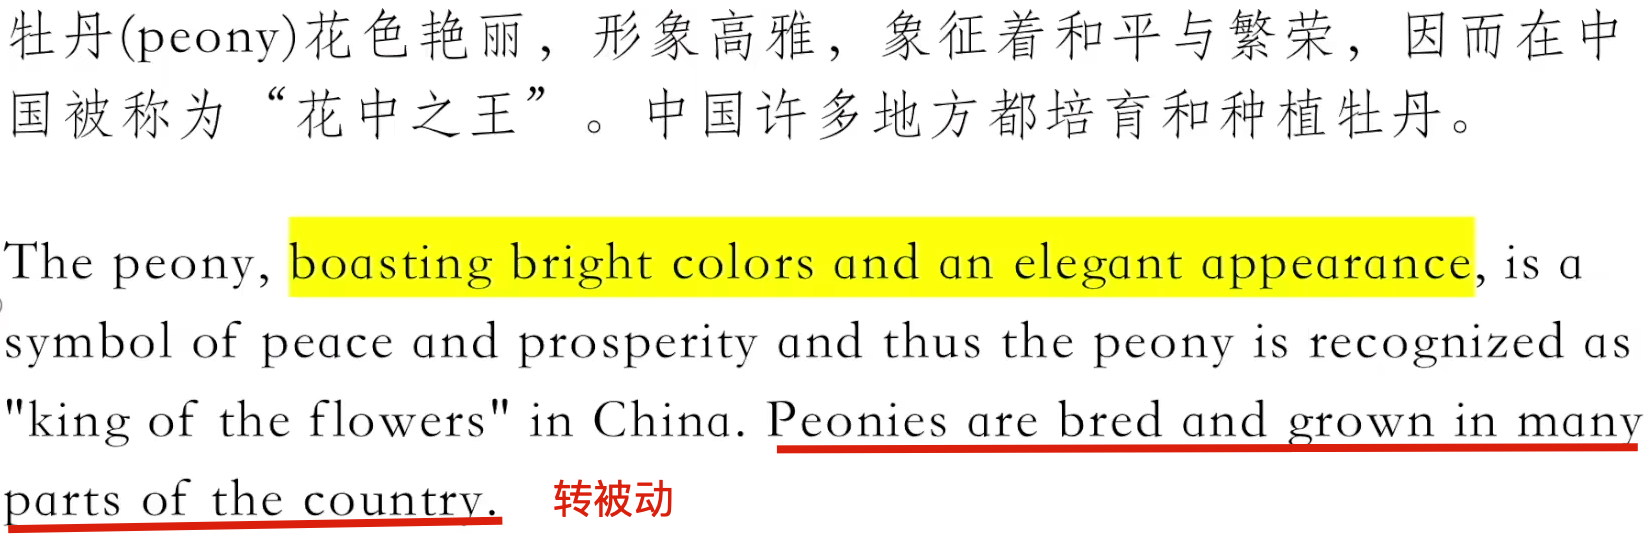 牡丹(peony)花色艳丽，形象高雅，象征着和平与繁荣，因而在中
国被称为“花中之王”。中国许多地方都培育和种植牡丹。
The peony, boasting bright colors and an elegant appearance, is a
symbol of peace and prosperity and thus the peony is recognized as
"king of the flowers" in China. Peonies are bred and grown in many
parts of the country. 转被动